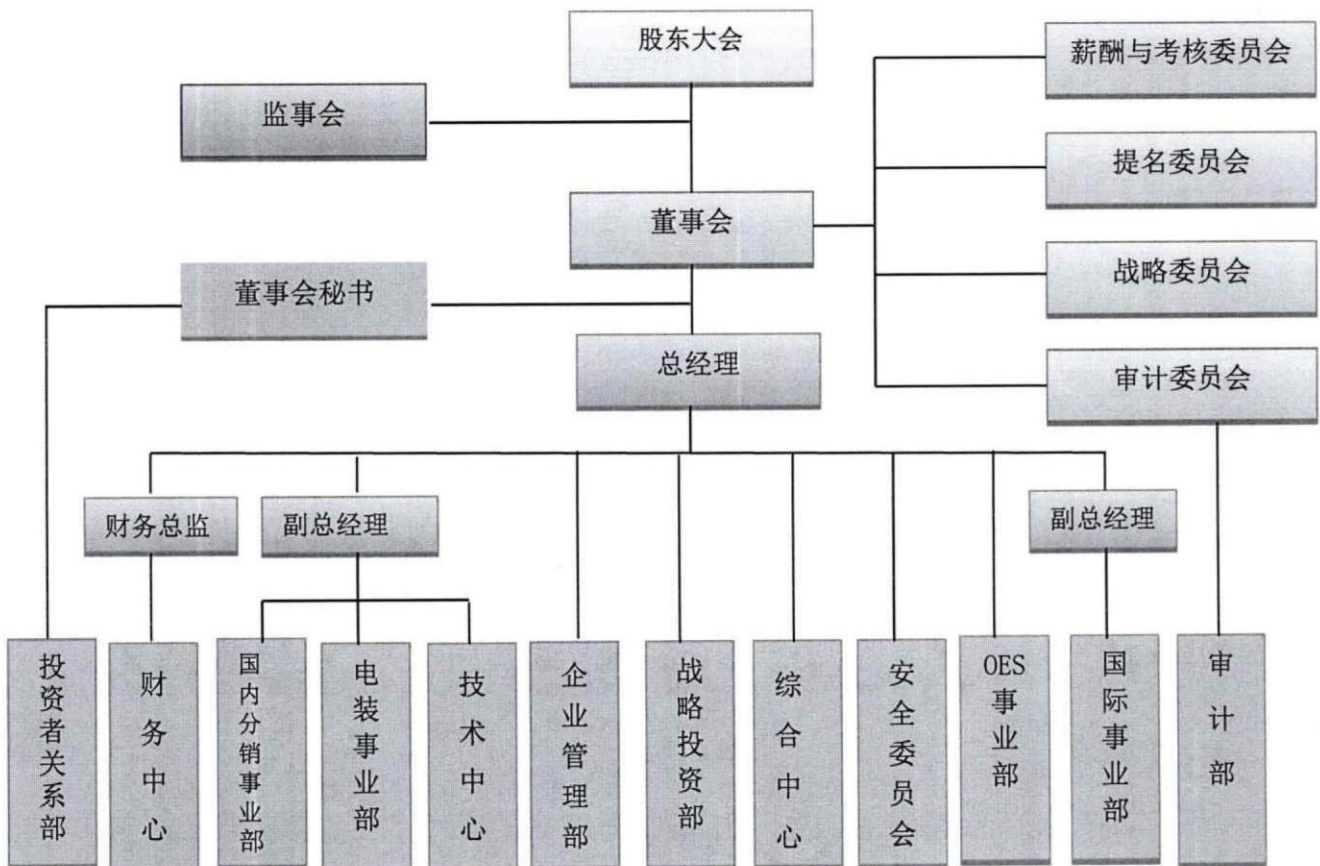 股东大会
薪酬与考核委员会
监事会
提名委员会
董事会
战略委员会
董事会秘书
总经理
审计委员会
财务总监
副总经理
副总经理
投资者关系部
财务中心
国内分销事业部
电装事业部
技术中心
企业管理部
战略投资部
综合中心
安全委员会
OES事业部
国际事业部
审计部